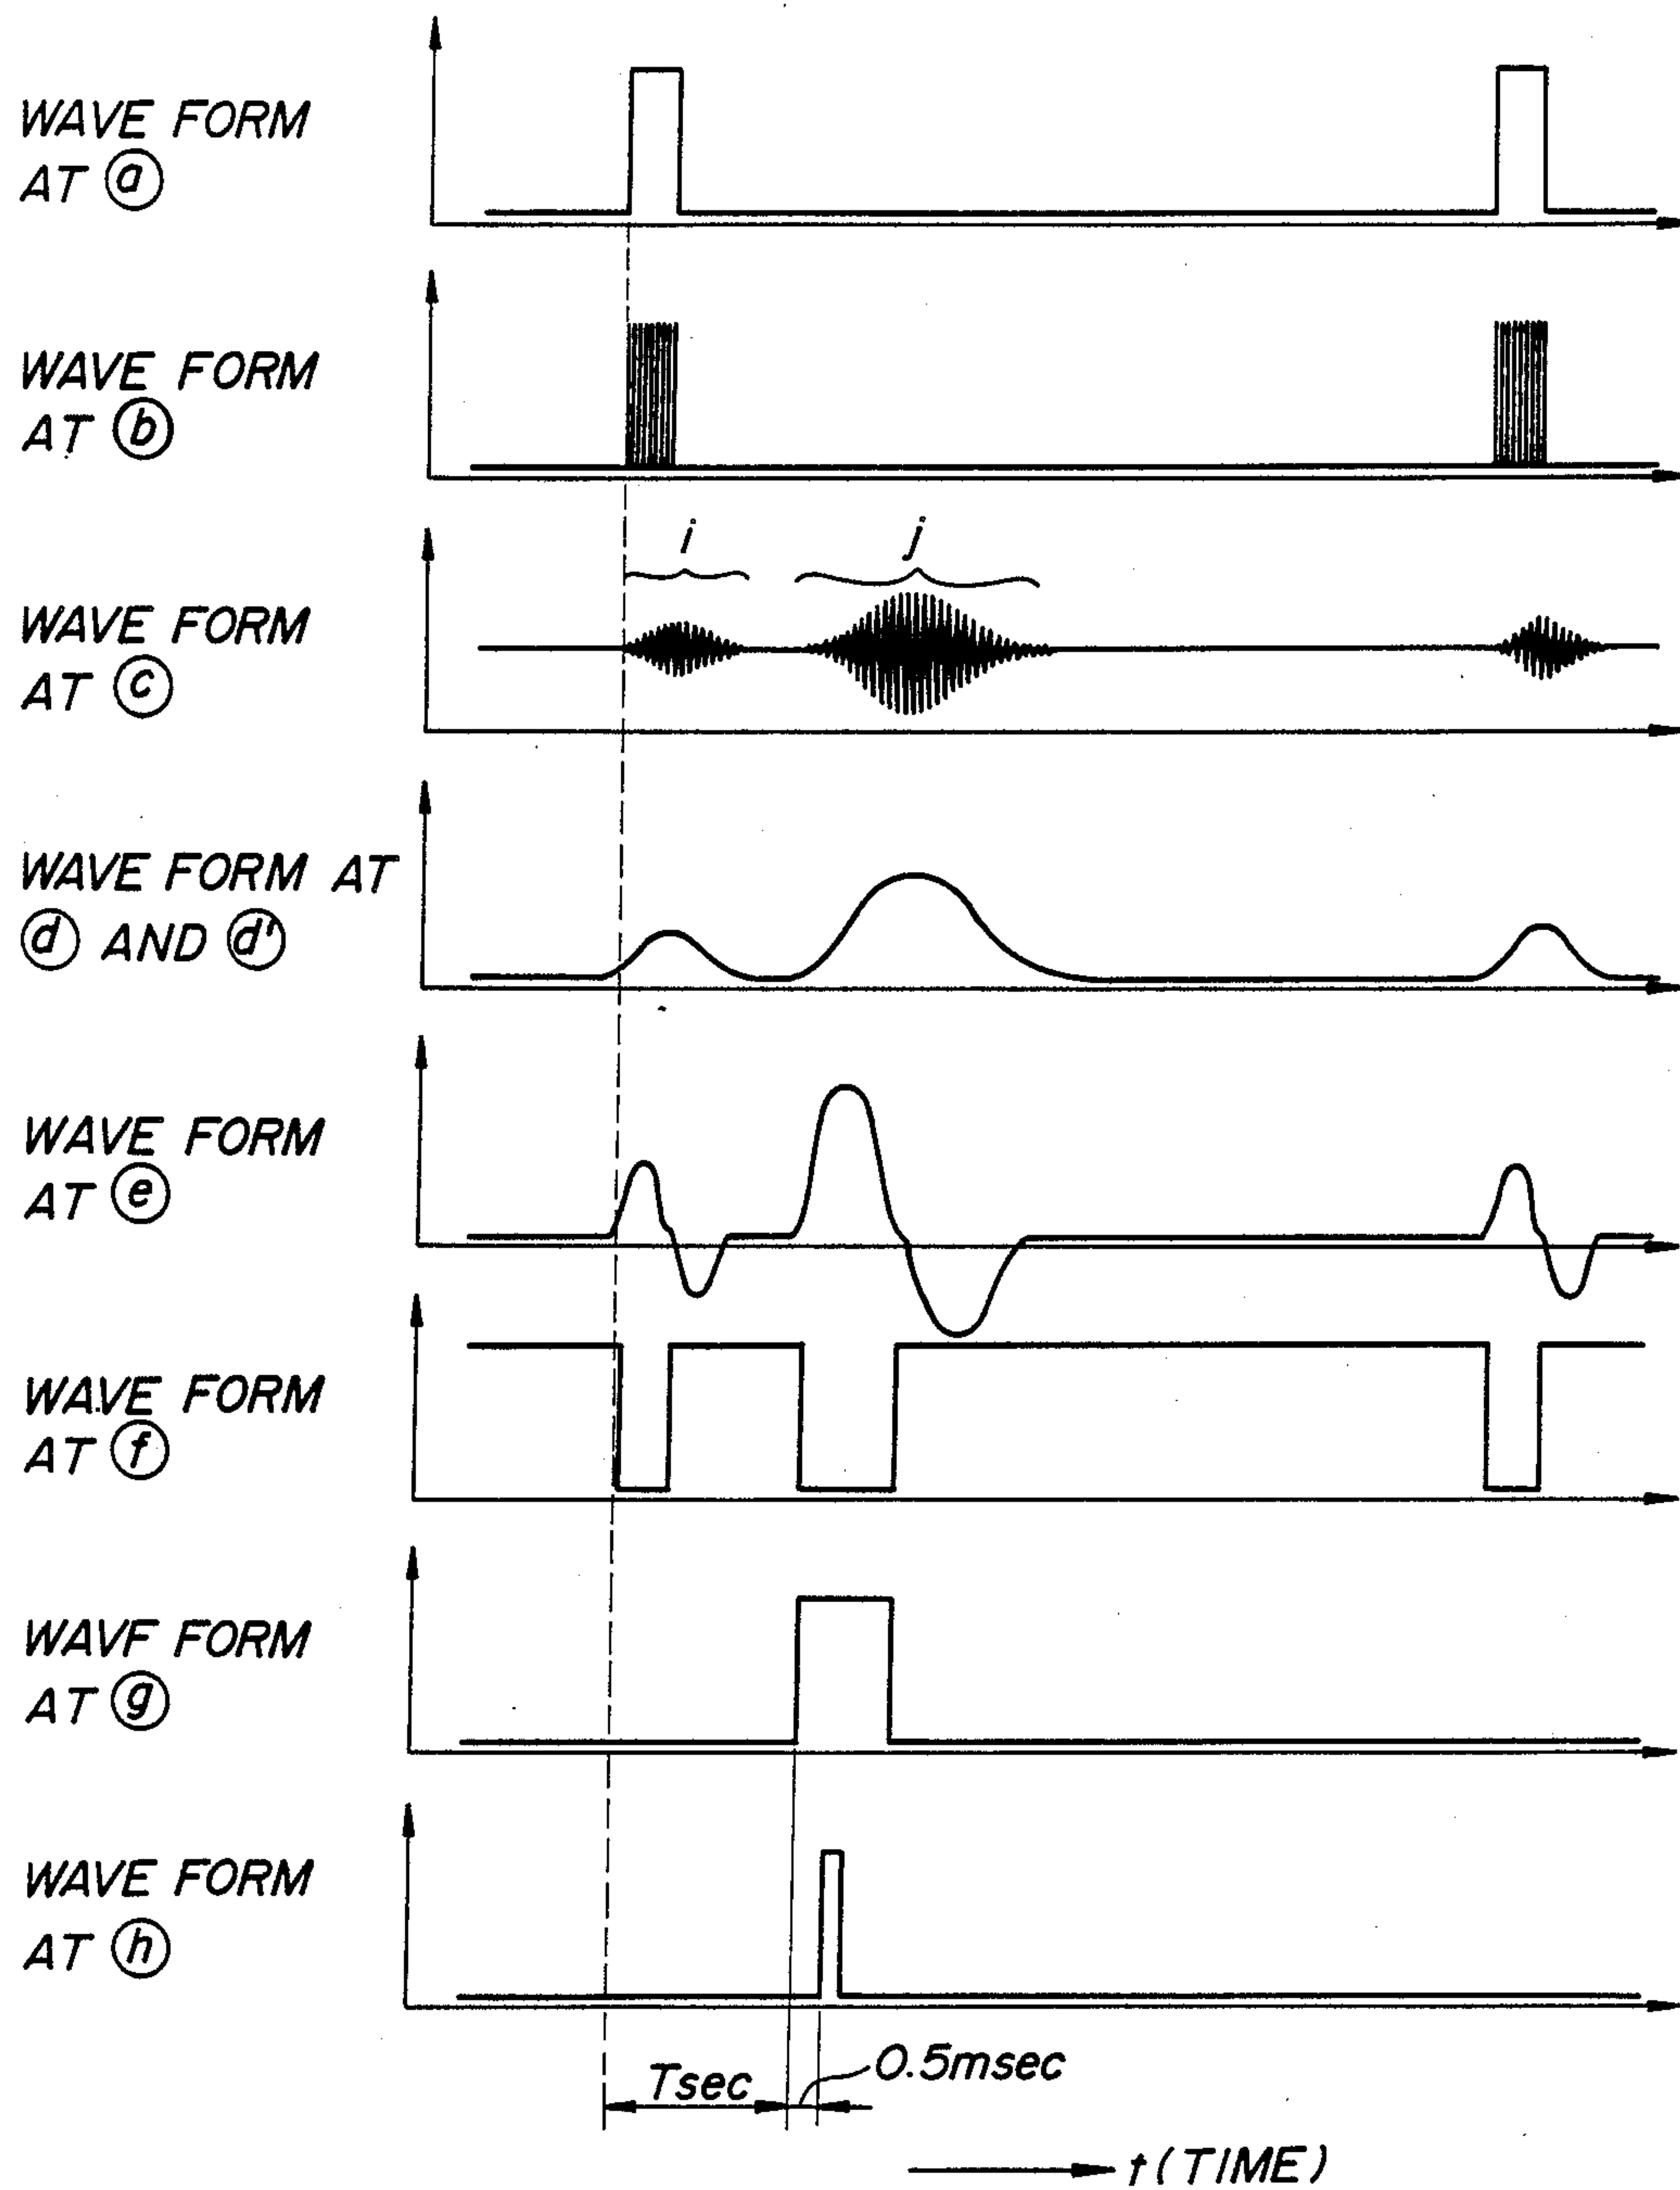 WAVE FORM
AT ⓐ
WAVE FORM
AT ⓑ
i j
WAVE FORM
AT ⓒ
WAVE FORM AT
ⓓ AND ⓓ'
WAVE FORM
AT ⓔ
WAVE FORM
AT ⓕ
WAVF FORM
AT ⓖ
WAVE FORM
AT ⓗ
Tsec 0.5msec
t (TIME)